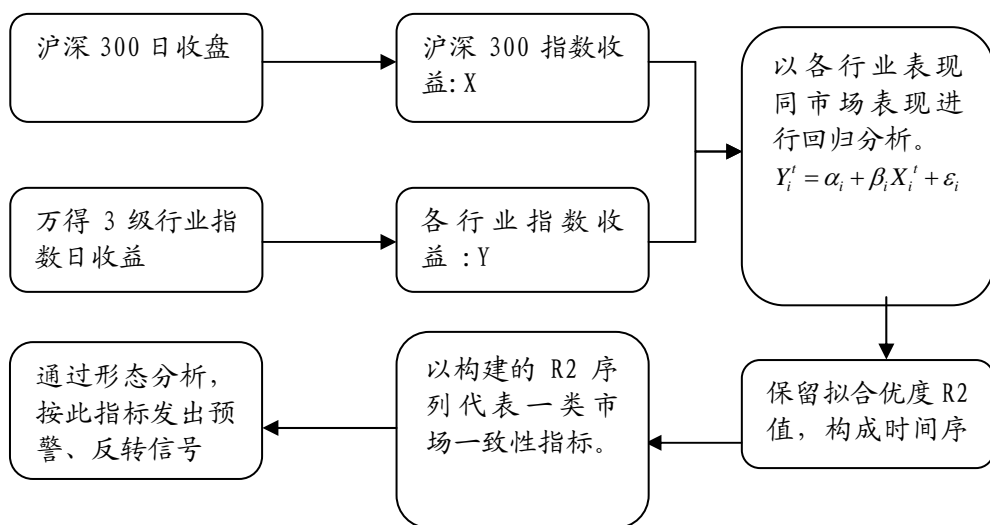 沪深 300 日收盘
沪深 300 指数收
益:X
以各行业表现
同市场表现进
行回归分析。
Y_i^t = α_i + β_i X_i^t + ε_i
万得 3 级行业指
数日收益
各行业指数收
益 :Y
通过形态分析，
按此指标发出预
警、反转信号
以构建的 R2 序
列代表一类市
场一致性指标。
保留拟合优度 R2
值，构成时间序